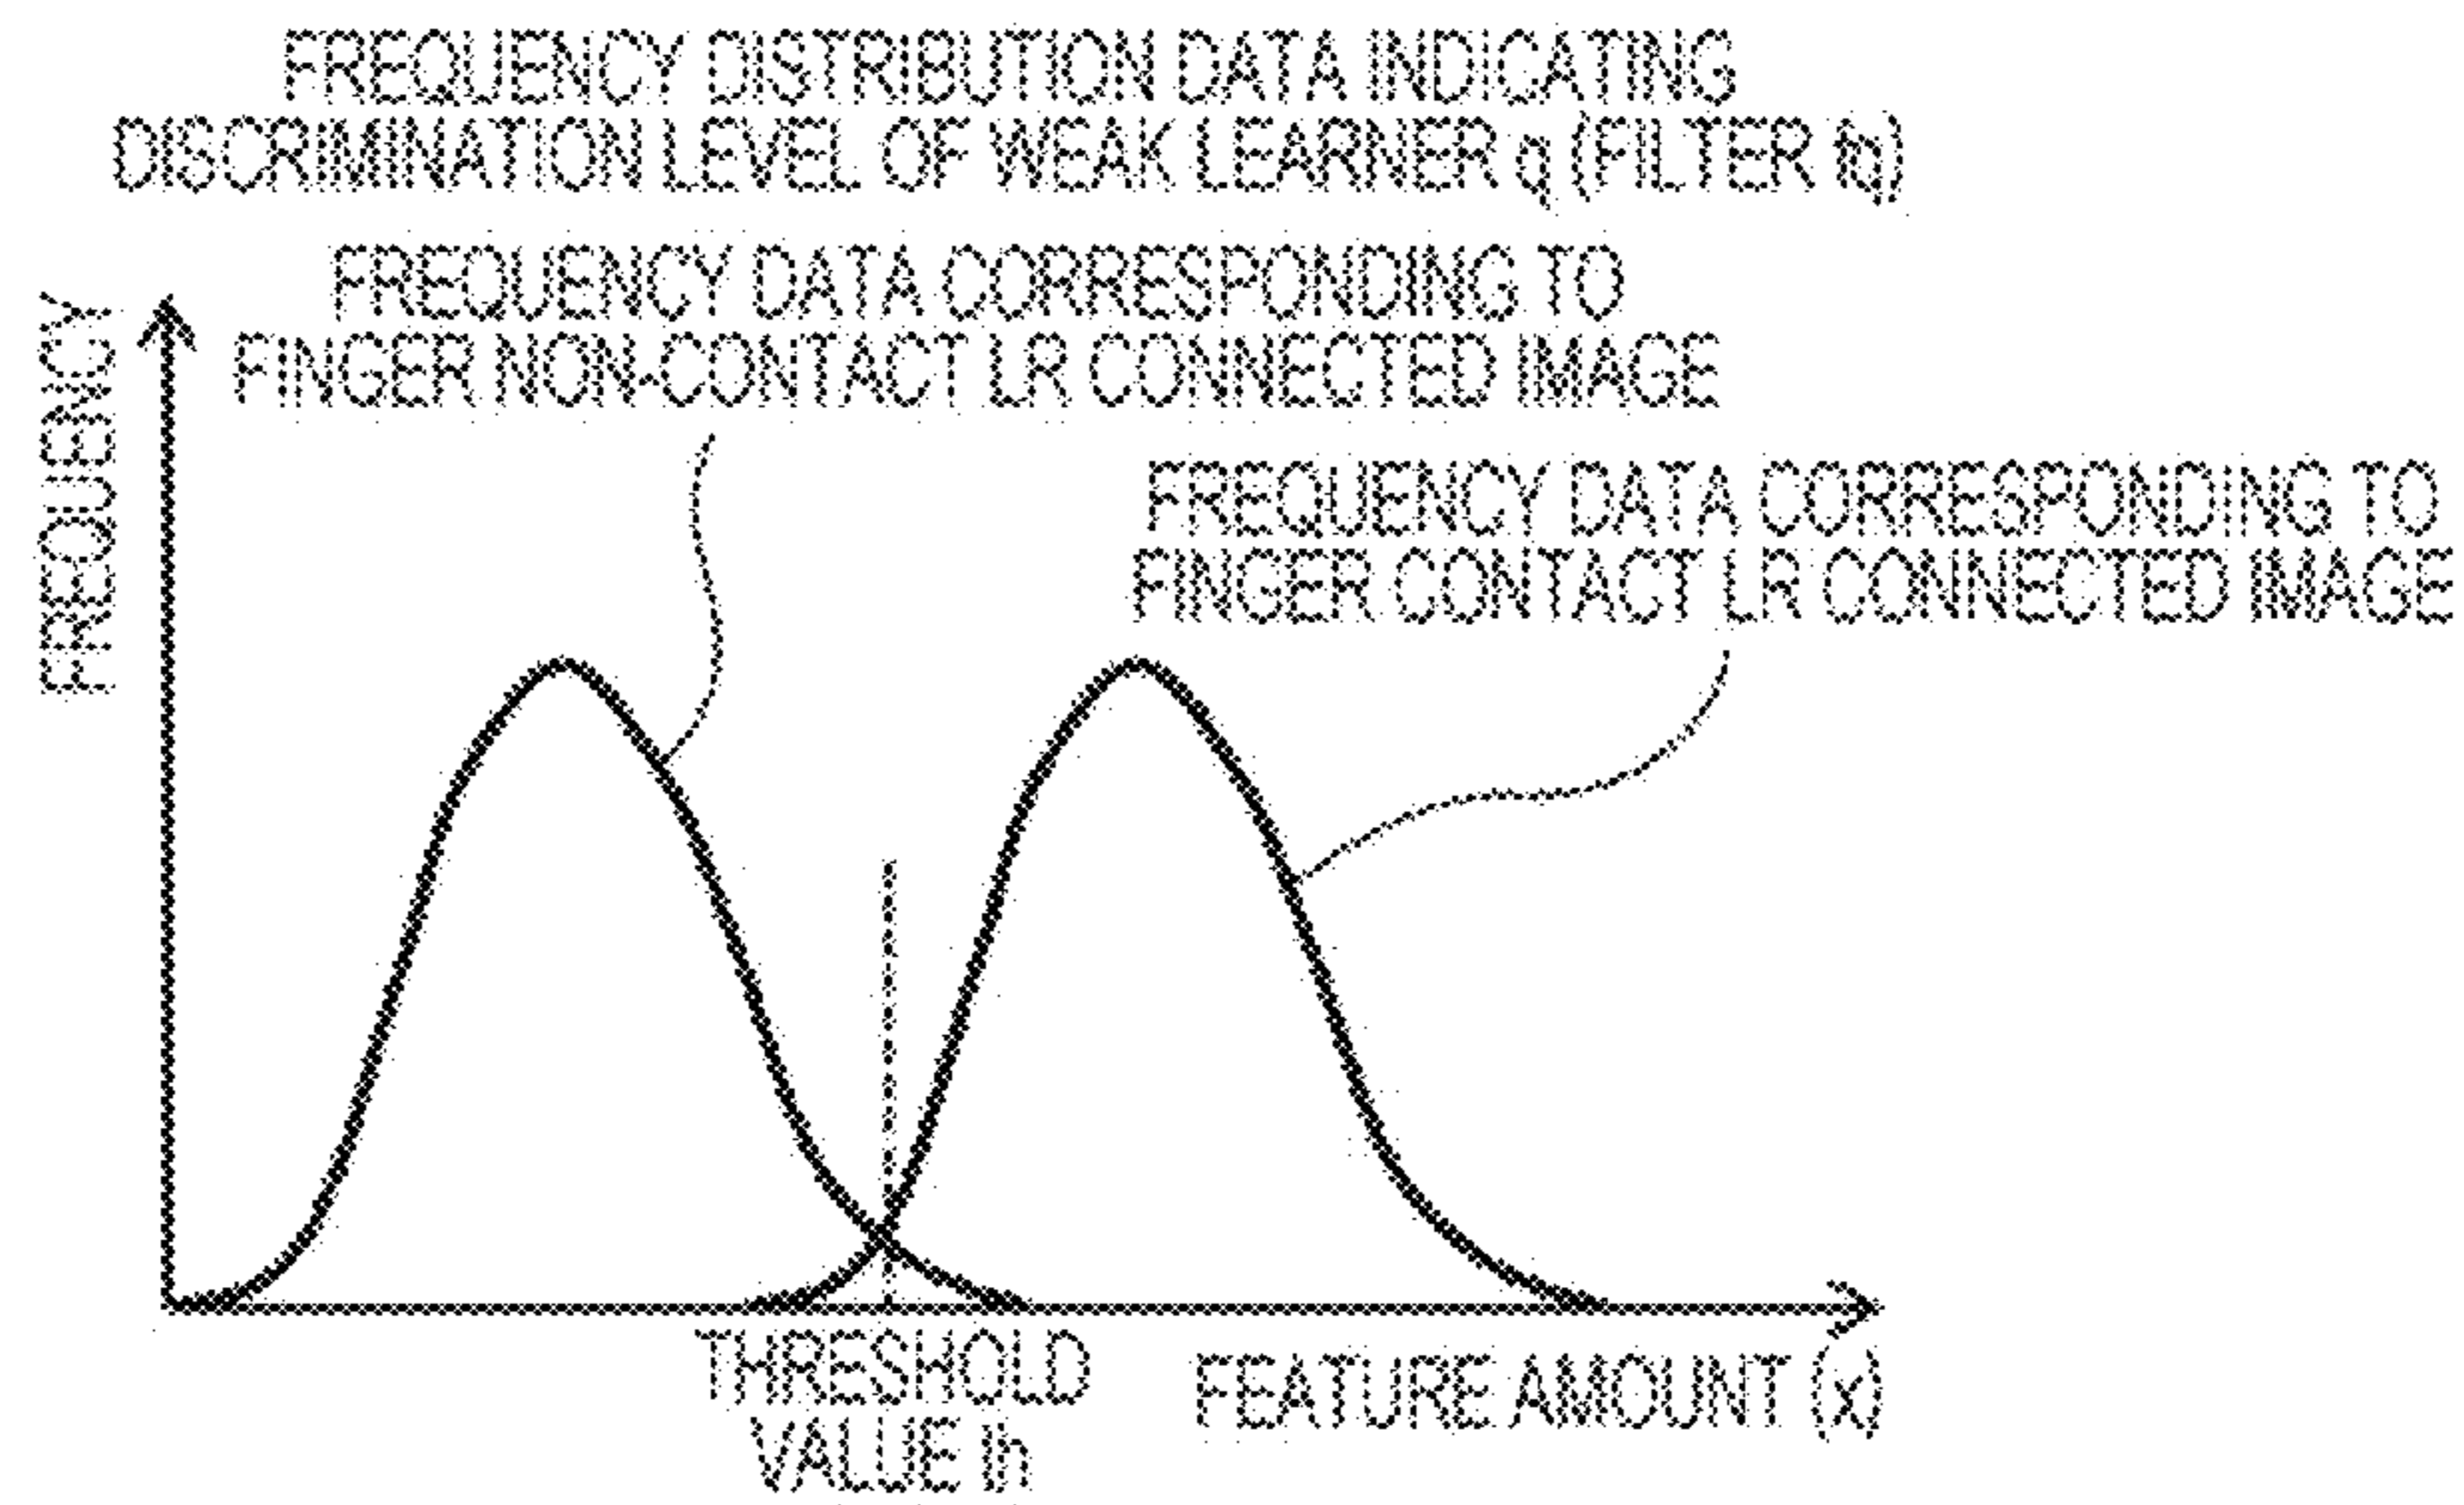 FREQUENCY DISTRIBUTION DATA INDICATING
DISCRIMINATION LEVEL OF WEAK LEARNER q (FILTER fq)
FREQUENCY DATA CORRESPONDING TO
FINGER NON-CONTACT LR CONNECTED IMAGE
FREQUENCY DATA CORRESPONDING TO
FINGER CONTACT LR CONNECTED IMAGE
FREQUENCY
THRESHOLD
VALUE th
FEATURE AMOUNT (x)